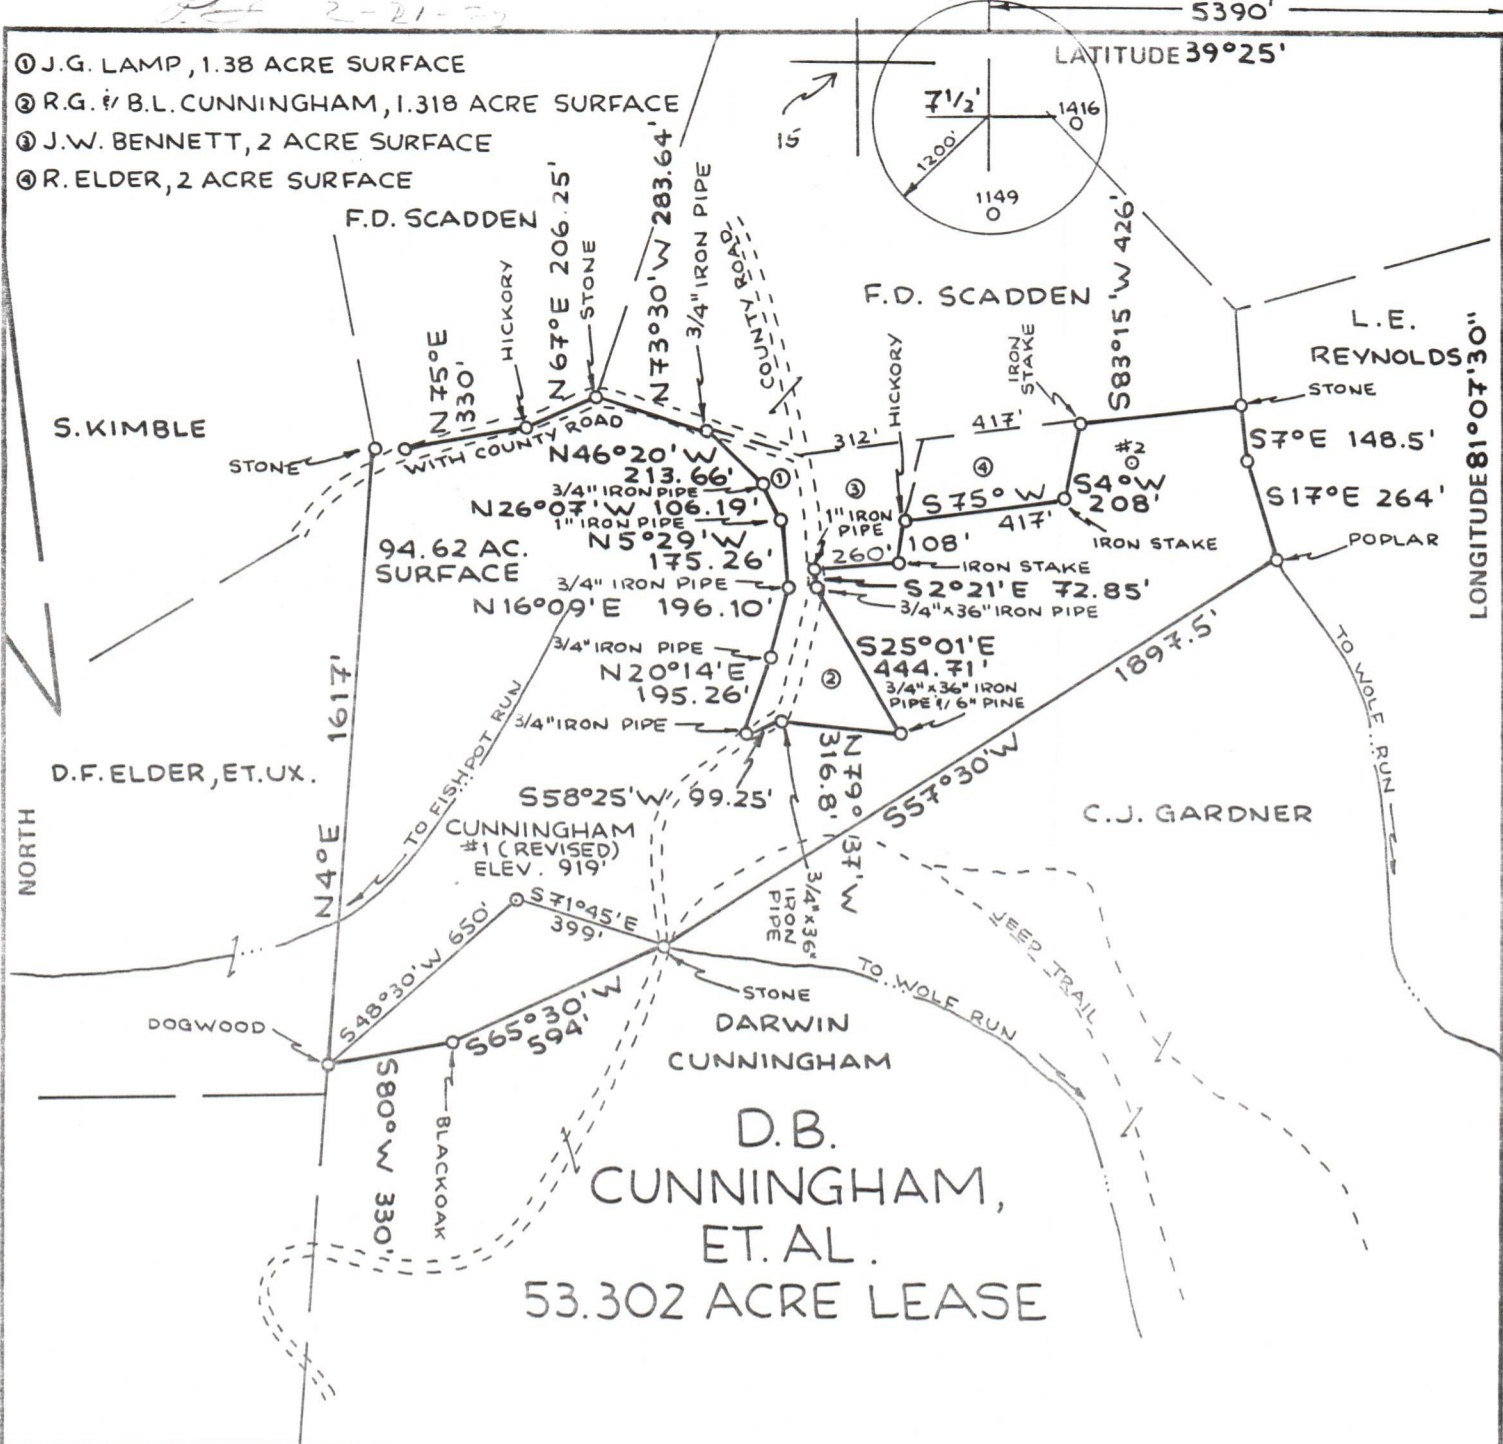 2-21-
5390'
LATITUDE 39°25'
① J.G. LAMP, 1.38 ACRE SURFACE
② R.G. & B.L. CUNNINGHAM, 1.318 ACRE SURFACE
③ J.W. BENNETT, 2 ACRE SURFACE
④ R. ELDER, 2 ACRE SURFACE
15
7 1/2'
1416
1200'
1149
F.D. SCADDEN
N 75°E
330'
HICKORY
N 67°E 206.25'
STONE
N 73°30'W 283.64'
3/4" IRON PIPE
COUNTY ROAD
F.D. SCADDEN
HICKORY
IRON
STAKE
S83°15'W 426'
L.E.
REYNOLDS
STONE
LONGITUDE 81°07'30"
S.KIMBLE
STONE
WITH COUNTY ROAD
312'
417'
#2
S7°E 148.5'
N46°20'W
213.66'
①
3/4" IRON PIPE
③
④
S4°W
208'
S17°E 264'
N26°07'W 106.19'
1" IRON PIPE
1" IRON
PIPE
S 75° W
417'
N5°29'W
175.26'
260'
108'
IRON STAKE
POPLAR
94.62 AC.
SURFACE
3/4" IRON PIPE
IRON STAKE
S2°21'E 72.85'
N16°09'E 196.10'
3/4"x36" IRON PIPE
3/4" IRON PIPE
N20°14'E
195.26'
S25°01'E
444.71'
②
3/4"x36" IRON
PIPE & 6" PINE
3/4" IRON PIPE
1897.5'
S57°30'W
TO WOLF RUN
N4°E 1617'
TO FISHPOT RUN
D.F. ELDER, ET.UX.
S58°25'W 99.25'
N79°37'W
316.8'
3/4"x36"
IRON
PIPE
C.J. GARDNER
NORTH
CUNNINGHAM
#1 (REVISED)
ELEV. 919'
S71°45'E
399'
S48°30'W 650'
JEEP TRAIL
TO WOLF RUN
STONE
DOGWOOD
S65°30'W
594'
DARWIN
CUNNINGHAM
S80°W 330'
BLACKOAK
D.B.
CUNNINGHAM,
ET. AL.
53.302 ACRE LEASE